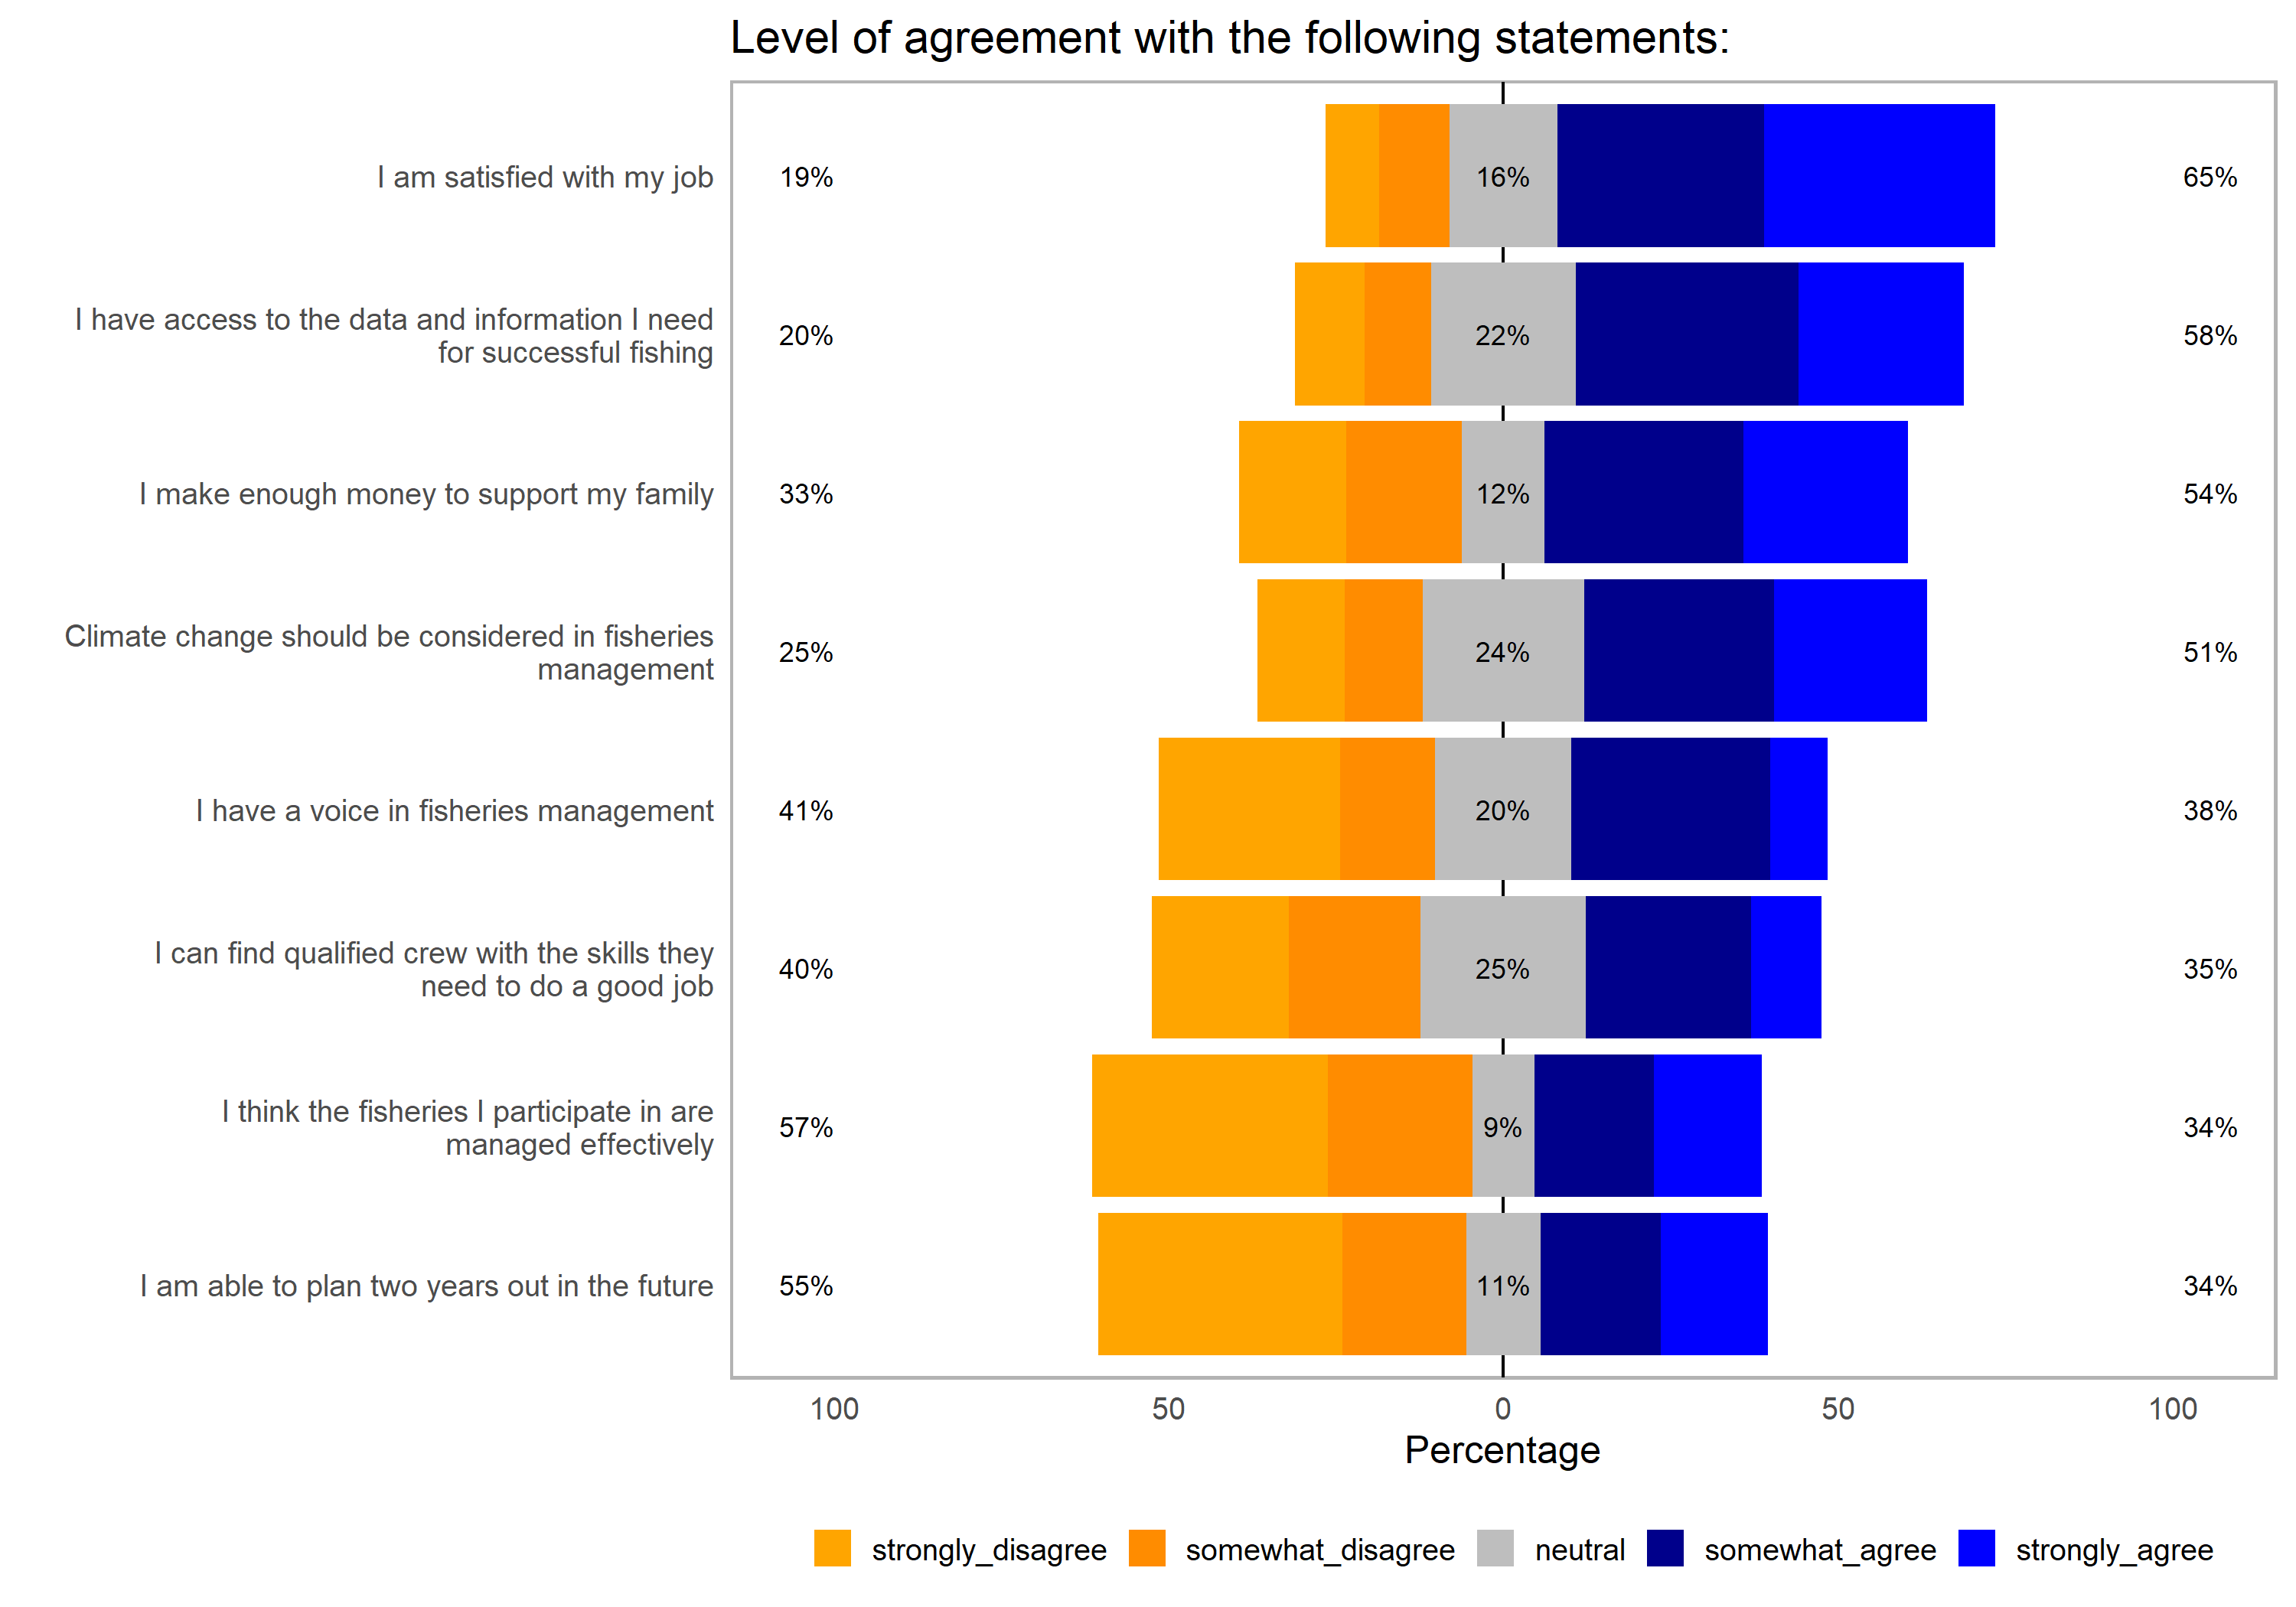 Level of agreement with the following statements:
I am satisfied with my job
19%
16%
65%
I have access to the data and information I need
for successful fishing
20%
22%
58%
I make enough money to support my family
33%
12%
54%
Climate change should be considered in fisheries
management
25%
24%
51%
I have a voice in fisheries management
41%
20%
38%
I can find qualified crew with the skills they
need to do a good job
40%
25%
35%
I think the fisheries I participate in are
managed effectively
57%
9%
34%
I am able to plan two years out in the future
55%
11%
34%
100 50 0 50 100
Percentage
strongly_disagree somewhat_disagree neutral somewhat_agree strongly_agree